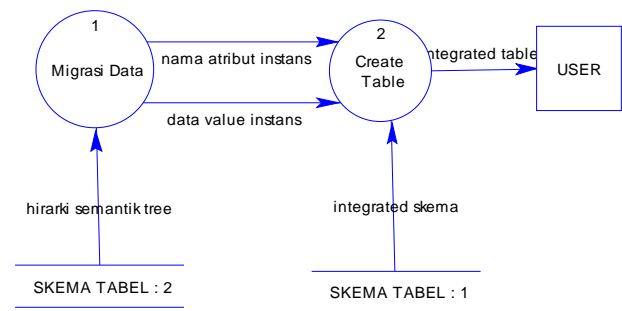 1
Migrasi Data
nama atribut instans
data value instans
2
Create
Table
ntegrated table
USER
hirarki semantik tree
integrated skema
SKEMA TABEL : 2
SKEMA TABEL : 1